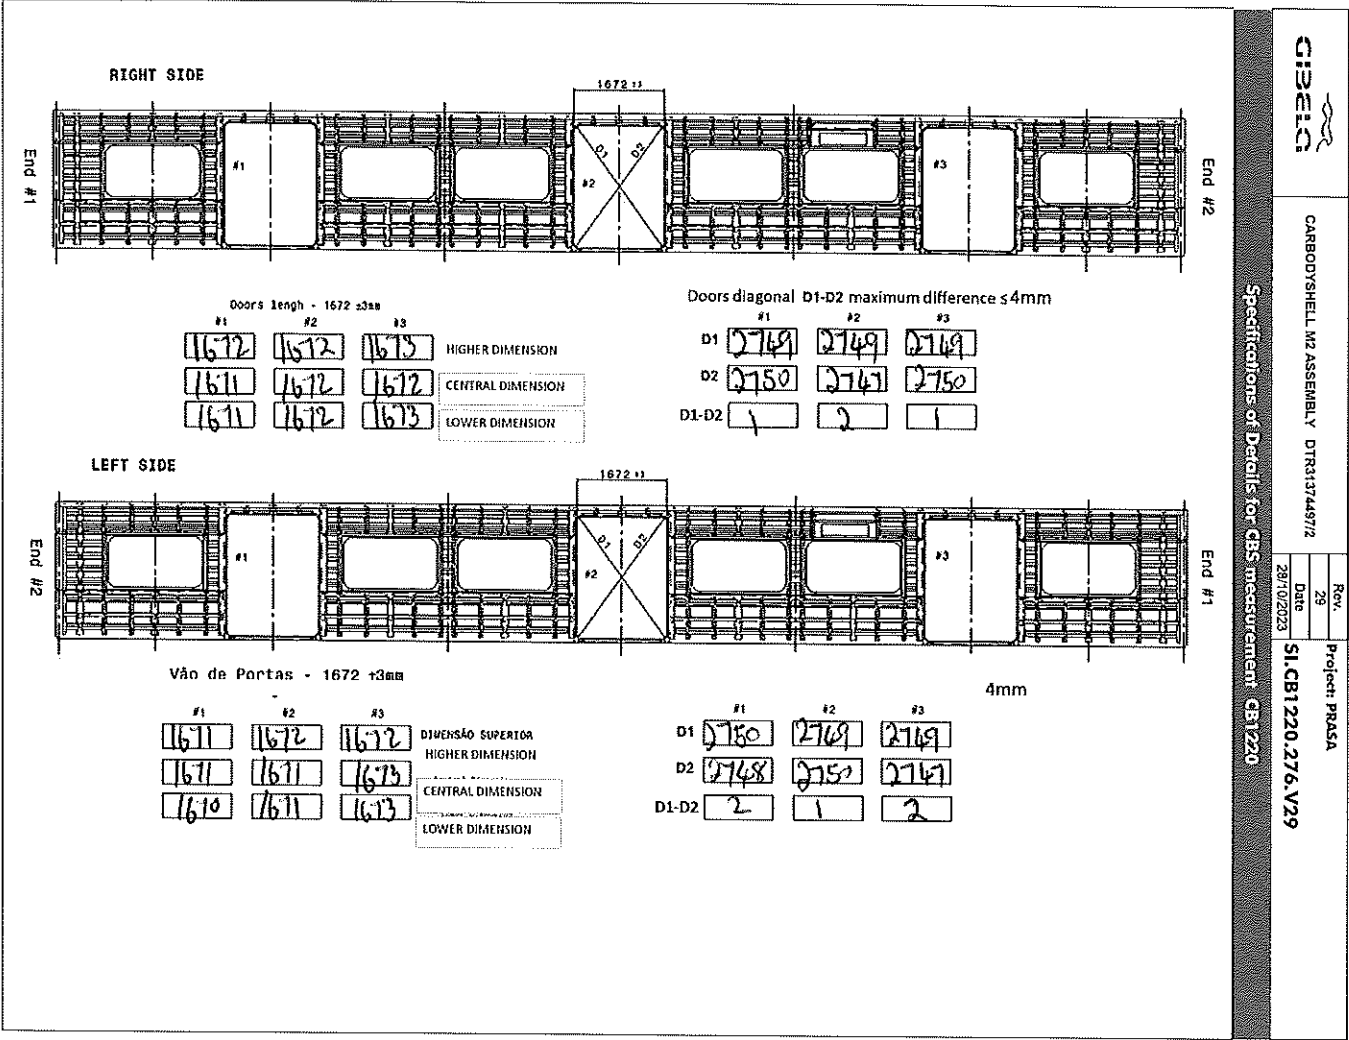 GIBELA
CARBODYSHELL M2 ASSEMBLY DTR31374497/2
Rev.
29
Date
28/10/2023
Project: PRASA
SI.CB1220.276.V29
Specifications of Details for CBS measurement CB1220
RIGHT SIDE
1672 ±3
End #1
#1
D1 D2
#2
#3
End #2
Doors lengh - 1672 ±3mm
#1 #2 #3
1672 1672 1673 HIGHER DIMENSION
1671 1672 1672 CENTRAL DIMENSION
1671 1672 1673 LOWER DIMENSION
Doors diagonal D1-D2 maximum difference ≤ 4mm
#1 #2 #3
D1 2749 2749 2749
D2 2750 2747 2750
D1-D2 1 2 1
LEFT SIDE
1672 ±3
End #2
#1
D1 D2
#2
#3
End #1
Vão de Portas - 1672 +3mm
#1 #2 #3
1671 1672 1672 DIMENSÃO SUPERIOR
HIGHER DIMENSION
1671 1671 1673 CENTRAL DIMENSION
1670 1671 1673 LOWER DIMENSION
4mm
#1 #2 #3
D1 2750 2749 2749
D2 2748 2750 2747
D1-D2 2 1 2